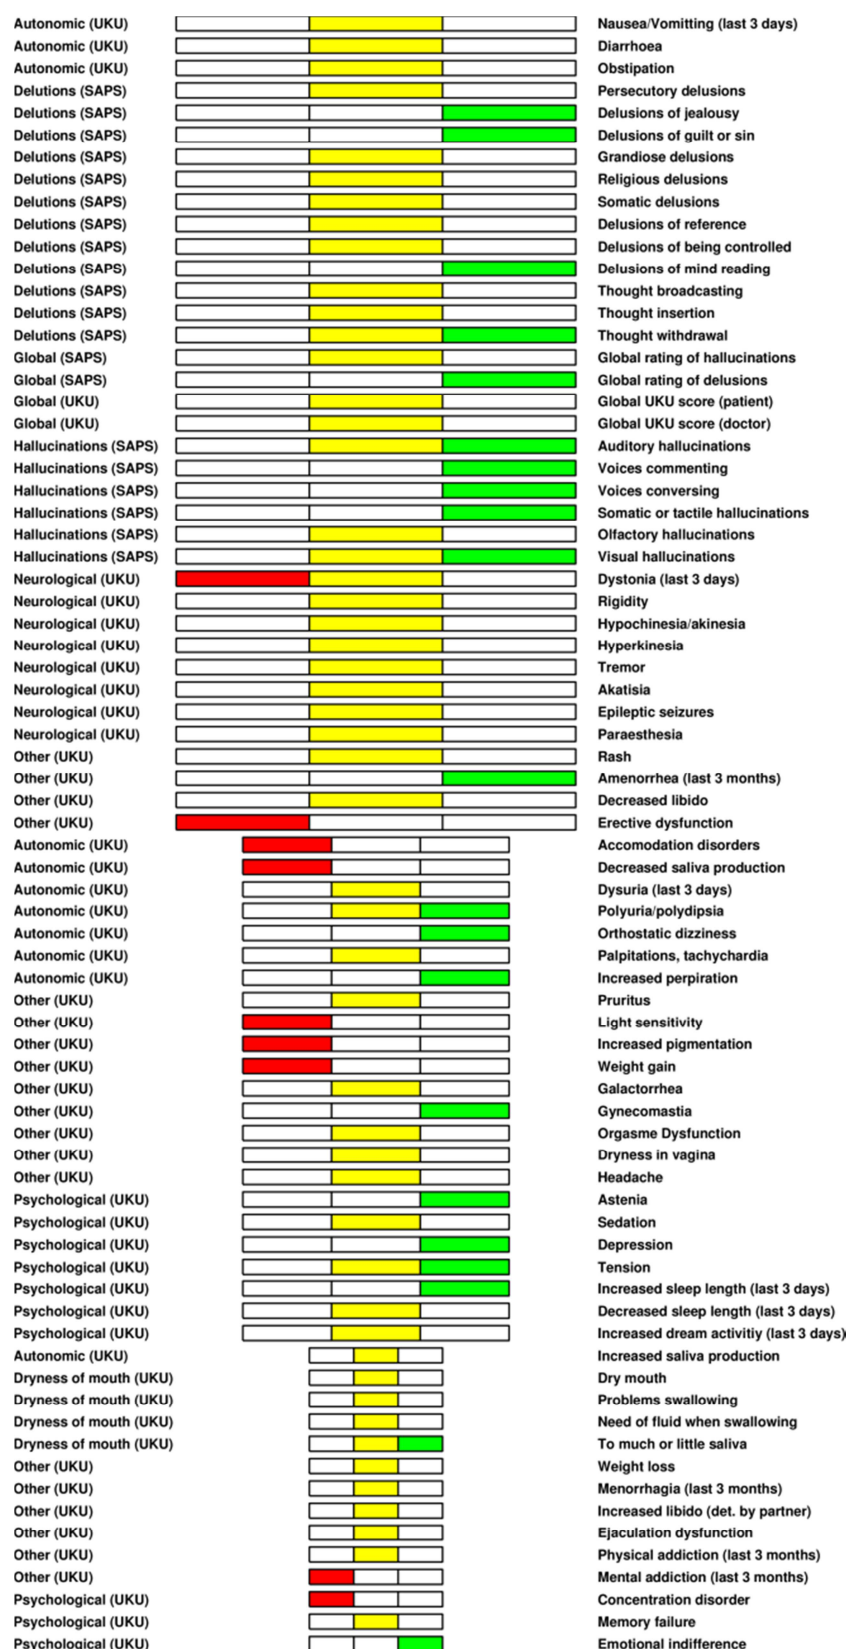 Autonomic (UKU) Nausea/Vomitting (last 3 days)
Autonomic (UKU) Diarrhoea
Autonomic (UKU) Obstipation
Delutions (SAPS) Persecutory delusions
Delutions (SAPS) Delusions of jealousy
Delutions (SAPS) Delusions of guilt or sin
Delutions (SAPS) Grandiose delusions
Delutions (SAPS) Religious delusions
Delutions (SAPS) Somatic delusions
Delutions (SAPS) Delusions of reference
Delutions (SAPS) Delusions of being controlled
Delutions (SAPS) Delusions of mind reading
Delutions (SAPS) Thought broadcasting
Delutions (SAPS) Thought insertion
Delutions (SAPS) Thought withdrawal
Global (SAPS) Global rating of hallucinations
Global (SAPS) Global rating of delusions
Global (UKU) Global UKU score (patient)
Global (UKU) Global UKU score (doctor)
Hallucinations (SAPS) Auditory hallucinations
Hallucinations (SAPS) Voices commenting
Hallucinations (SAPS) Voices conversing
Hallucinations (SAPS) Somatic or tactile hallucinations
Hallucinations (SAPS) Olfactory hallucinations
Hallucinations (SAPS) Visual hallucinations
Neurological (UKU) Dystonia (last 3 days)
Neurological (UKU) Rigidity
Neurological (UKU) Hypochinesia/akinesia
Neurological (UKU) Hyperkinesia
Neurological (UKU) Tremor
Neurological (UKU) Akatisia
Neurological (UKU) Epileptic seizures
Neurological (UKU) Paraesthesia
Other (UKU) Rash
Other (UKU) Amenorrhea (last 3 months)
Other (UKU) Decreased libido
Other (UKU) Erective dysfunction
Autonomic (UKU) Accomodation disorders
Autonomic (UKU) Decreased saliva production
Autonomic (UKU) Dysuria (last 3 days)
Autonomic (UKU) Polyuria/polydipsia
Autonomic (UKU) Orthostatic dizziness
Autonomic (UKU) Palpitations, tachychardia
Autonomic (UKU) Increased perpiration
Other (UKU) Pruritus
Other (UKU) Light sensitivity
Other (UKU) Increased pigmentation
Other (UKU) Weight gain
Other (UKU) Galactorrhea
Other (UKU) Gynecomastia
Other (UKU) Orgasme Dysfunction
Other (UKU) Dryness in vagina
Other (UKU) Headache
Psychological (UKU) Astenia
Psychological (UKU) Sedation
Psychological (UKU) Depression
Psychological (UKU) Tension
Psychological (UKU) Increased sleep length (last 3 days)
Psychological (UKU) Decreased sleep length (last 3 days)
Psychological (UKU) Increased dream activitiy (last 3 days)
Autonomic (UKU) Increased saliva production
Dryness of mouth (UKU) Dry mouth
Dryness of mouth (UKU) Problems swallowing
Dryness of mouth (UKU) Need of fluid when swallowing
Dryness of mouth (UKU) To much or little saliva
Other (UKU) Weight loss
Other (UKU) Menorrhagia (last 3 months)
Other (UKU) Increased libido (det. by partner)
Other (UKU) Ejaculation dysfunction
Other (UKU) Physical addiction (last 3 months)
Other (UKU) Mental addiction (last 3 months)
Psychological (UKU) Concentration disorder
Psychological (UKU) Memory failure
Psychological (UKU) Emotional indifference